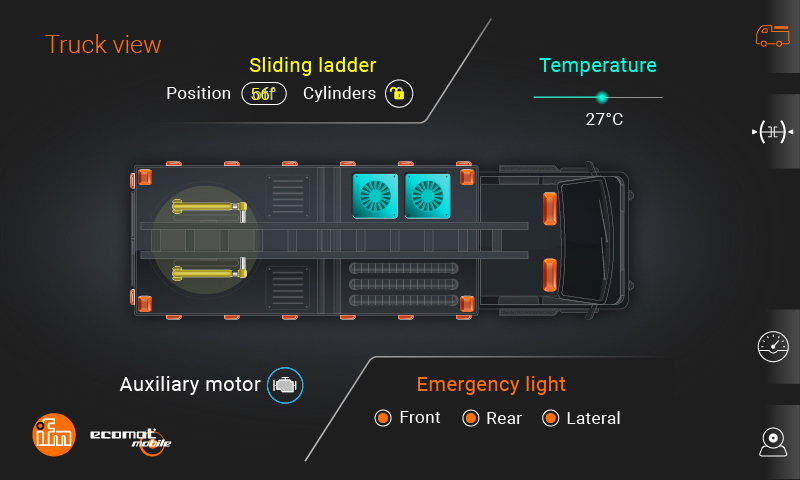 Truck view
Sliding ladder
Position 56° Cylinders
Temperature
27°C
Auxiliary motor
Emergency light
Front Rear Lateral
ifm
ecomat
mobile